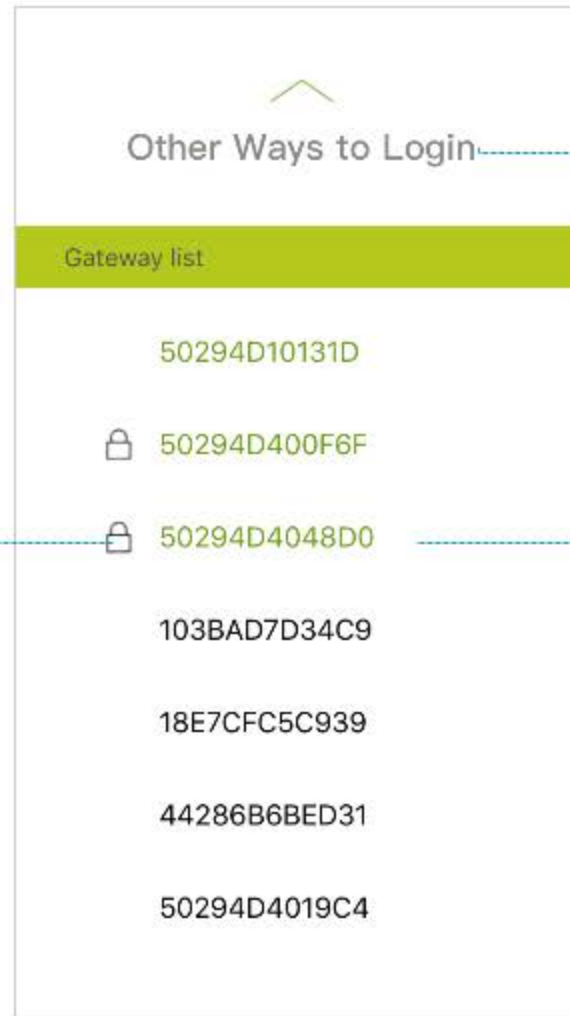 Other Ways to Login
Gateway list
50294D10131D
50294D400F6F
50294D4048D0
103BAD7D34C9
18E7CFC5C939
44286B6BED31
50294D4019C4